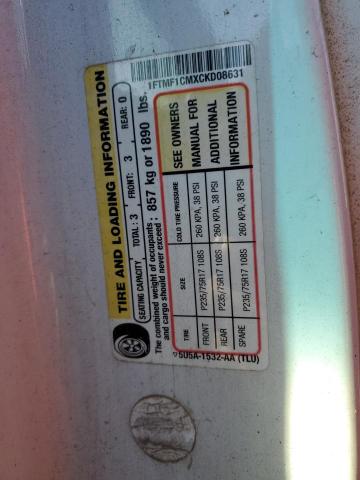 1FTMF1CMXCKD08631
TIRE AND LOADING INFORMATION
SEATING CAPACITY TOTAL : 3 FRONT: 3 REAR: 0
The combined weight of occupants
and cargo should never exceed : 857 kg or 1890 lbs.
TIRE SIZE COLD TIRE PRESSURE
FRONT P235/75R17 108S 260 KPA, 38 PSI
REAR P235/75R17 108S 260 KPA, 38 PSI
SPARE P235/75R17 108S 260 KPA, 38 PSI
SEE OWNERS
MANUAL FOR
ADDITIONAL
INFORMATION
5U5A-1532-AA (TLU)